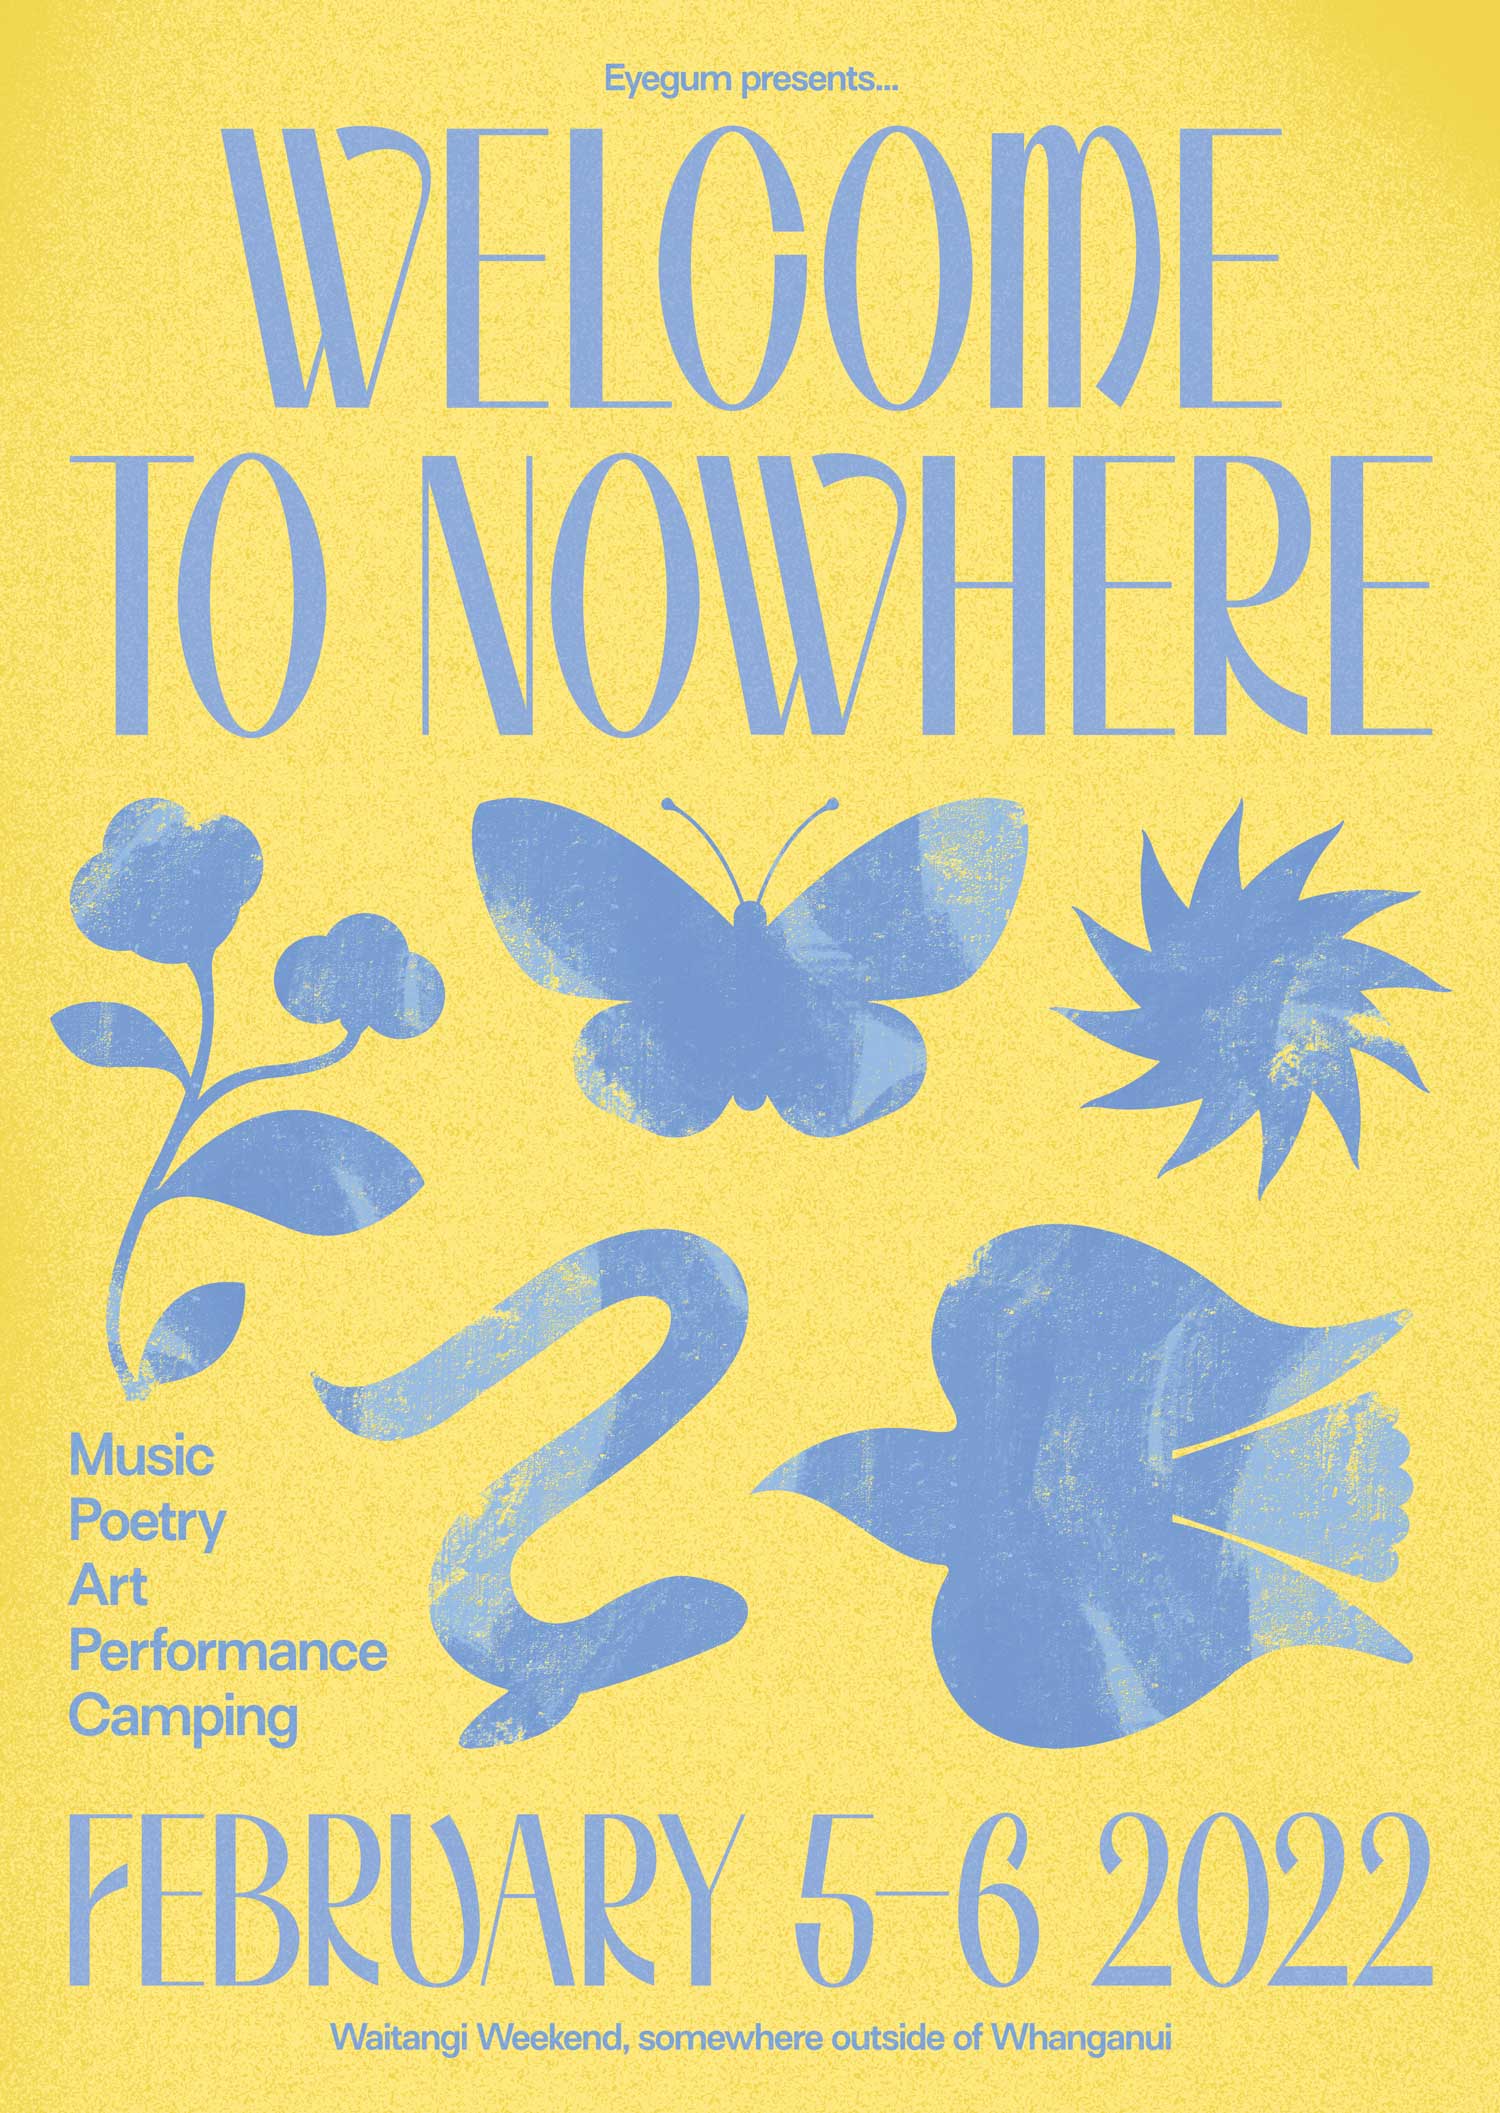 Eyegum presents...
WELCOME
TO NOWHERE
Music
Poetry
Art
Performance
Camping
FEBRUARY 5–6 2022
Waitangi Weekend, somewhere outside of Whanganui